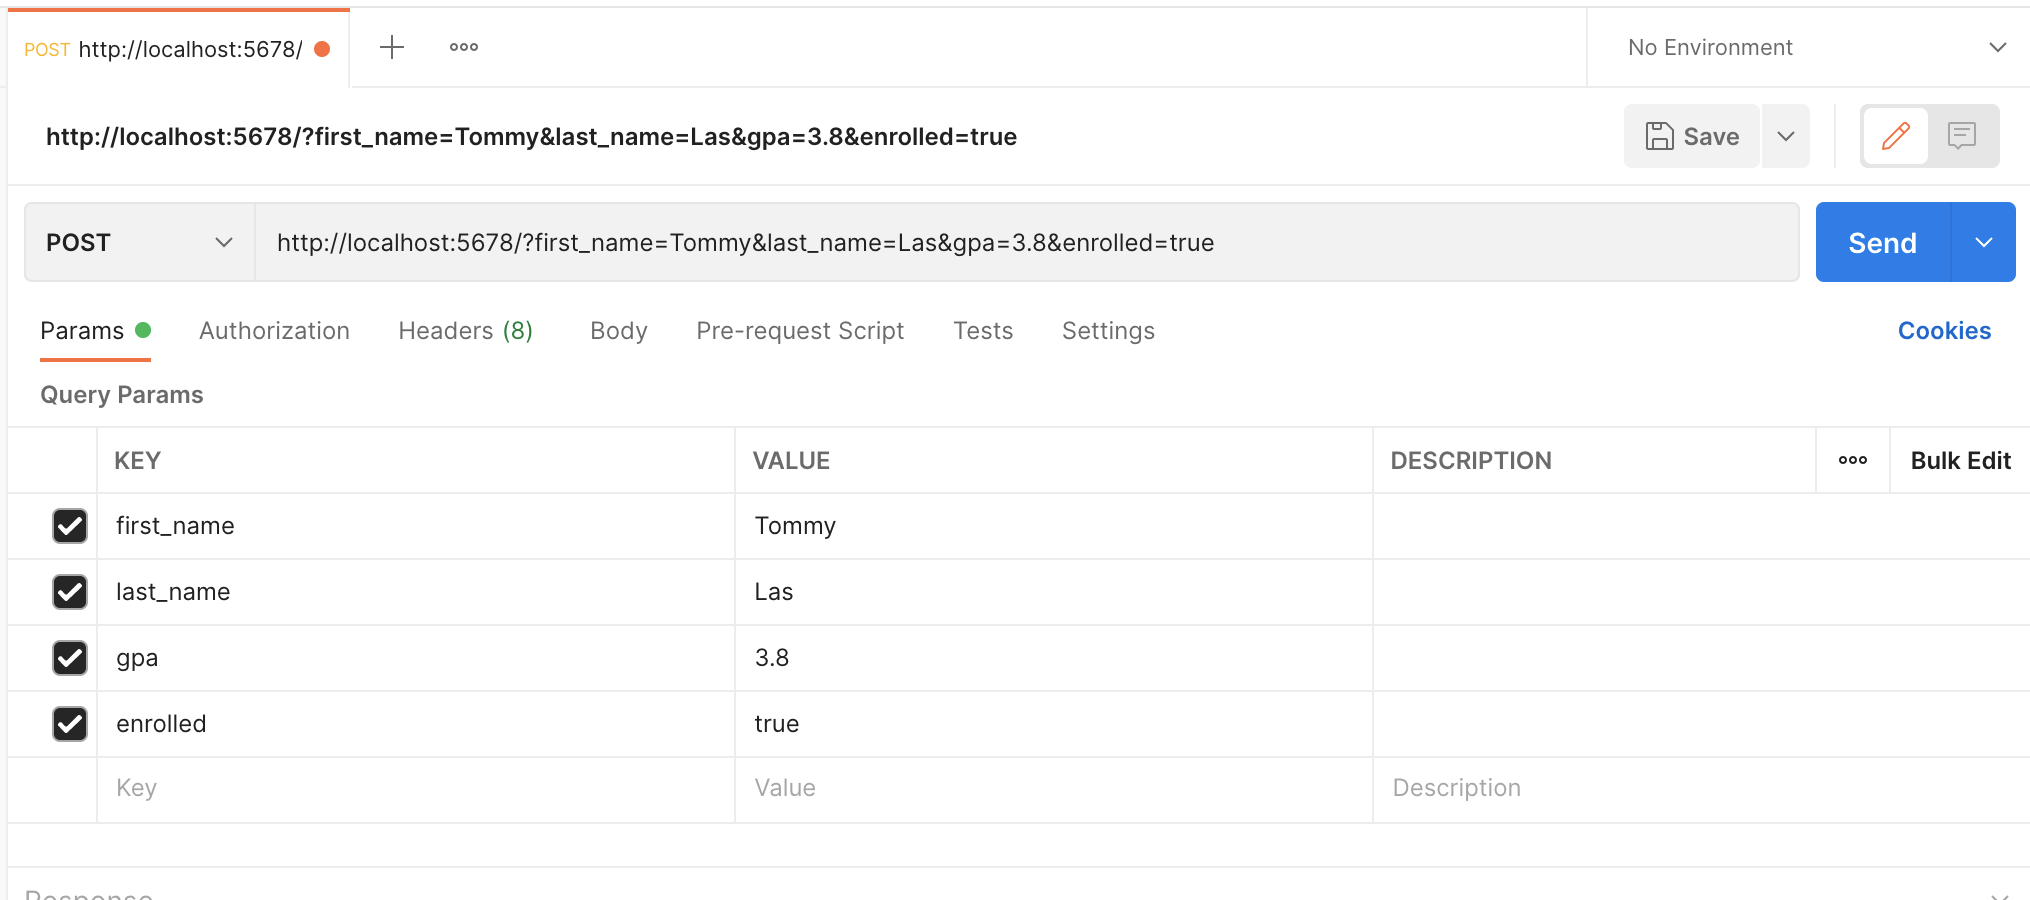 POST http://localhost:5678/
No Environment
http://localhost:5678/?first_name=Tommy&last_name=Las&gpa=3.8&enrolled=true
Save
POST http://localhost:5678/?first_name=Tommy&last_name=Las&gpa=3.8&enrolled=true Send
Params Authorization Headers (8) Body Pre-request Script Tests Settings Cookies
Query Params
KEY VALUE DESCRIPTION Bulk Edit
first_name Tommy
last_name Las
gpa 3.8
enrolled true
Key Value Description
Response